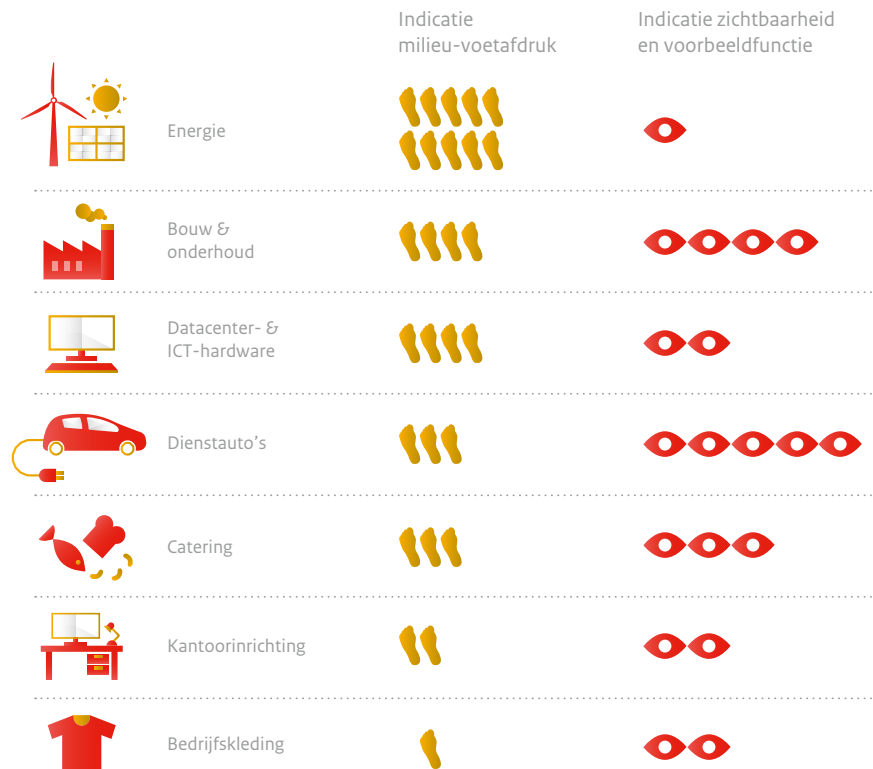 Indicatie
milieu-voetafdruk
Indicatie zichtbaarheid
en voorbeeldfunctie
Energie
Bouw &
onderhoud
Datacenter- &
ICT-hardware
Dienstauto's
Catering
Kantoorinrichting
Bedrijfskleding